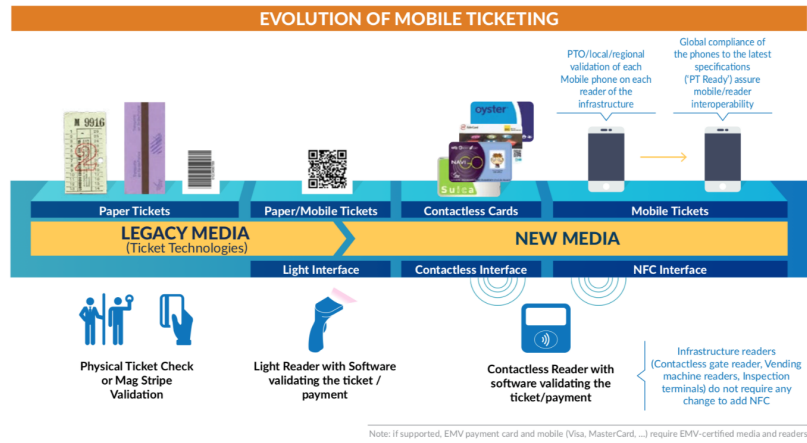 EVOLUTION OF MOBILE TICKETING
PTO/local/regional
validation of each
Mobile phone on each
reader of the
infrastructure
Global compliance of
the phones to the latest
specifications
('PT Ready') assure
mobile/reader
interoperability
M 9916
2
oyster
NAVIGO
Suica
Paper Tickets
Paper/Mobile Tickets
Contactless Cards
Mobile Tickets
LEGACY MEDIA
(Ticket Technologies)
NEW MEDIA
Light Interface
Contactless Interface
NFC Interface
Physical Ticket Check
or Mag Stripe
Validation
Light Reader with Software
validating the ticket /
payment
Contactless Reader with
software validating the
ticket/payment
Infrastructure readers
(Contactless gate reader, Vending
machine readers, Inspection
terminals) do not require any
change to add NFC
Note: if supported, EMV payment card and mobile (Visa, MasterCard, ...) require EMV-certified media and readers